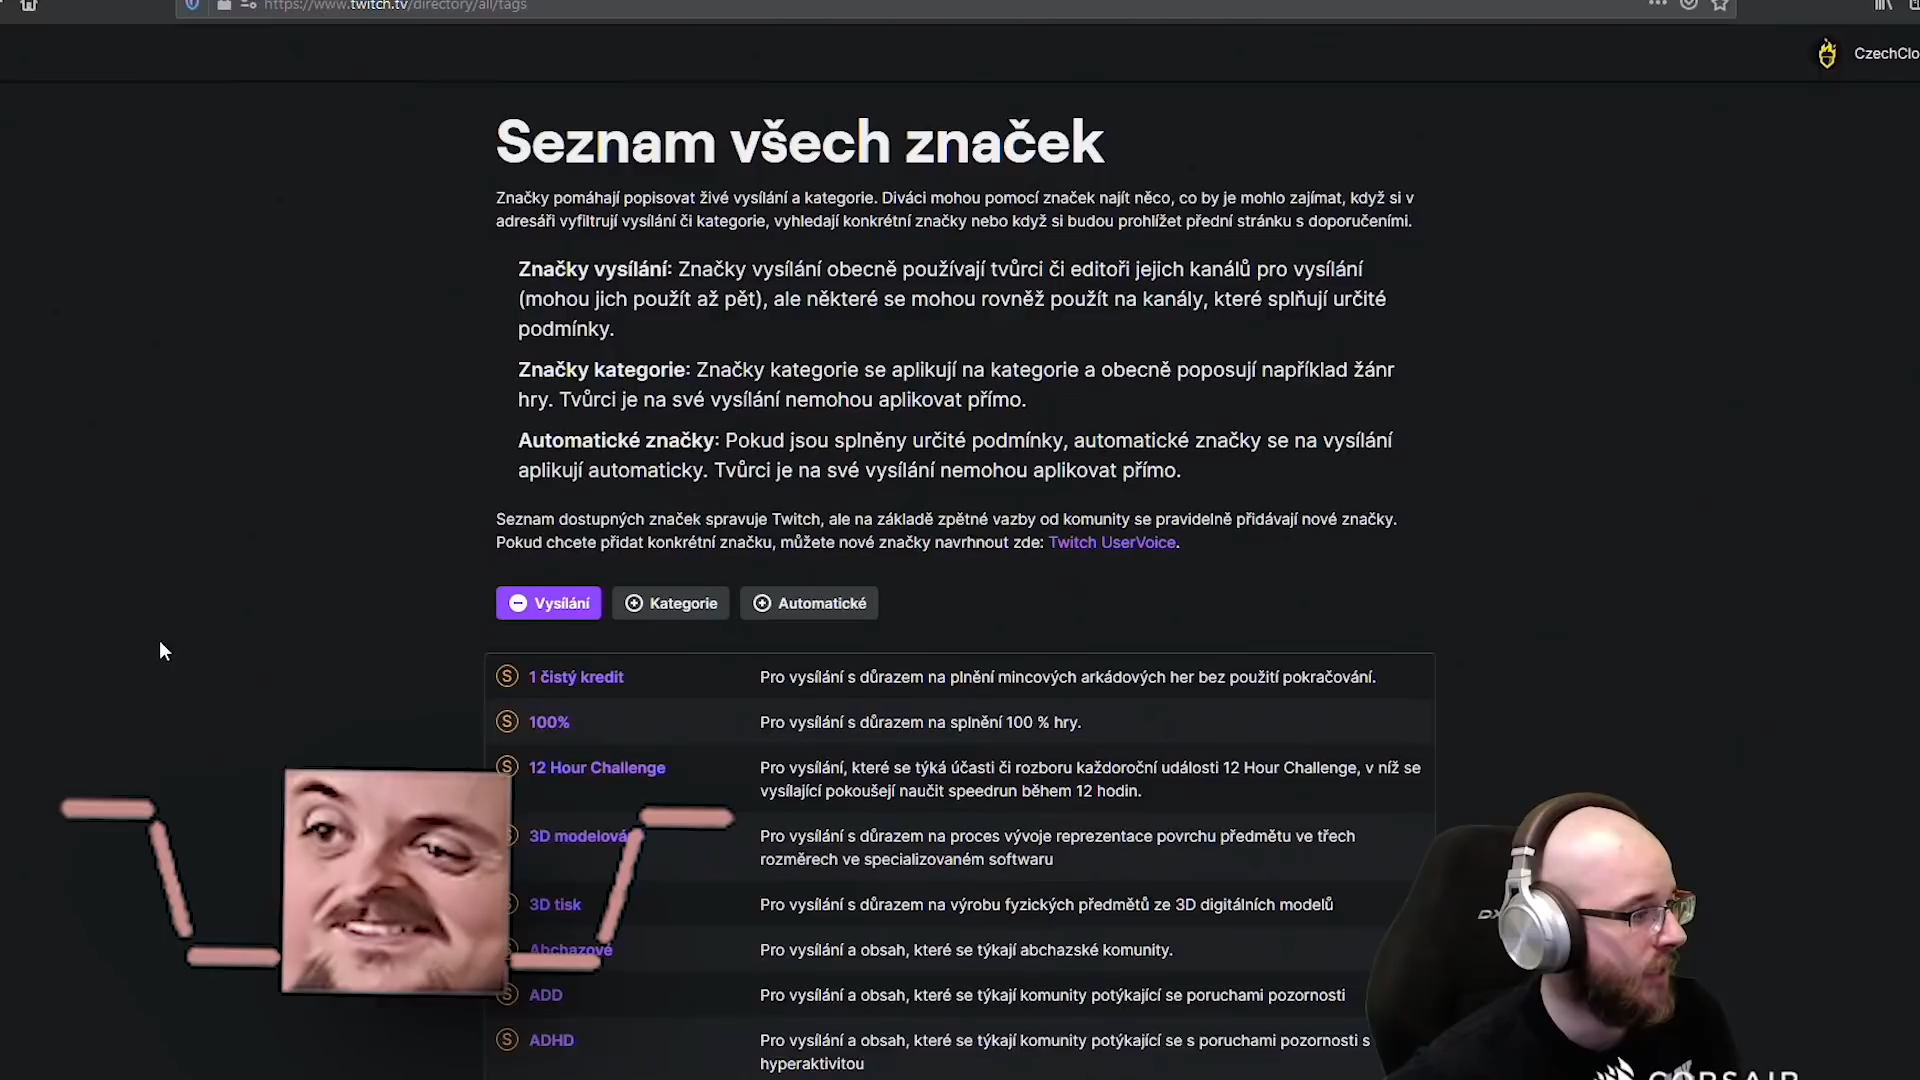 https://www.twitch.tv/directory/all/tags
CzechClo
Seznam všech značek
Značky pomáhají popisovat živé vysílání a kategorie. Diváci mohou pomocí značek najít něco, co by je mohlo zajímat, když si v
adresáři vyfiltrují vysílání či kategorie, vyhledají konkrétní značky nebo když si budou prohlížet přední stránku s doporučeními.
Značky vysílání: Značky vysílání obecně používají tvůrci či editoři jejich kanálů pro vysílání
(mohou jich použít až pět), ale některé se mohou rovněž použít na kanály, které splňují určité
podmínky.
Značky kategorie: Značky kategorie se aplikují na kategorie a obecně poposují například žánr
hry. Tvůrci je na své vysílání nemohou aplikovat přímo.
Automatické značky: Pokud jsou splněny určité podmínky, automatické značky se na vysílání
aplikují automaticky. Tvůrci je na své vysílání nemohou aplikovat přímo.
Seznam dostupných značek spravuje Twitch, ale na základě zpětné vazby od komunity se pravidelně přidávají nové značky.
Pokud chcete přidat konkrétní značku, můžete nové značky navrhnout zde: Twitch UserVoice.
Vysílání Kategorie Automatické
S 1 čistý kredit Pro vysílání s důrazem na plnění mincových arkádových her bez použití pokračování.
S 100% Pro vysílání s důrazem na splnění 100 % hry.
S 12 Hour Challenge Pro vysílání, které se týká účasti či rozboru každoroční události 12 Hour Challenge, v níž se
vysílající pokoušejí naučit speedrun během 12 hodin.
S 3D modelová Pro vysílání s důrazem na proces vývoje reprezentace povrchu předmětu ve třech
rozměrech ve specializovaném softwaru
S 3D tisk Pro vysílání s důrazem na výrobu fyzických předmětů ze 3D digitálních modelů
S Abchazové Pro vysílání a obsah, které se týkají abchazské komunity.
S ADD Pro vysílání a obsah, které se týkají komunity potýkající se poruchami pozornosti
S ADHD Pro vysílání a obsah, které se týkají komunity potýkající se s poruchami pozornosti s
hyperaktivitou
DX
CORSAIR